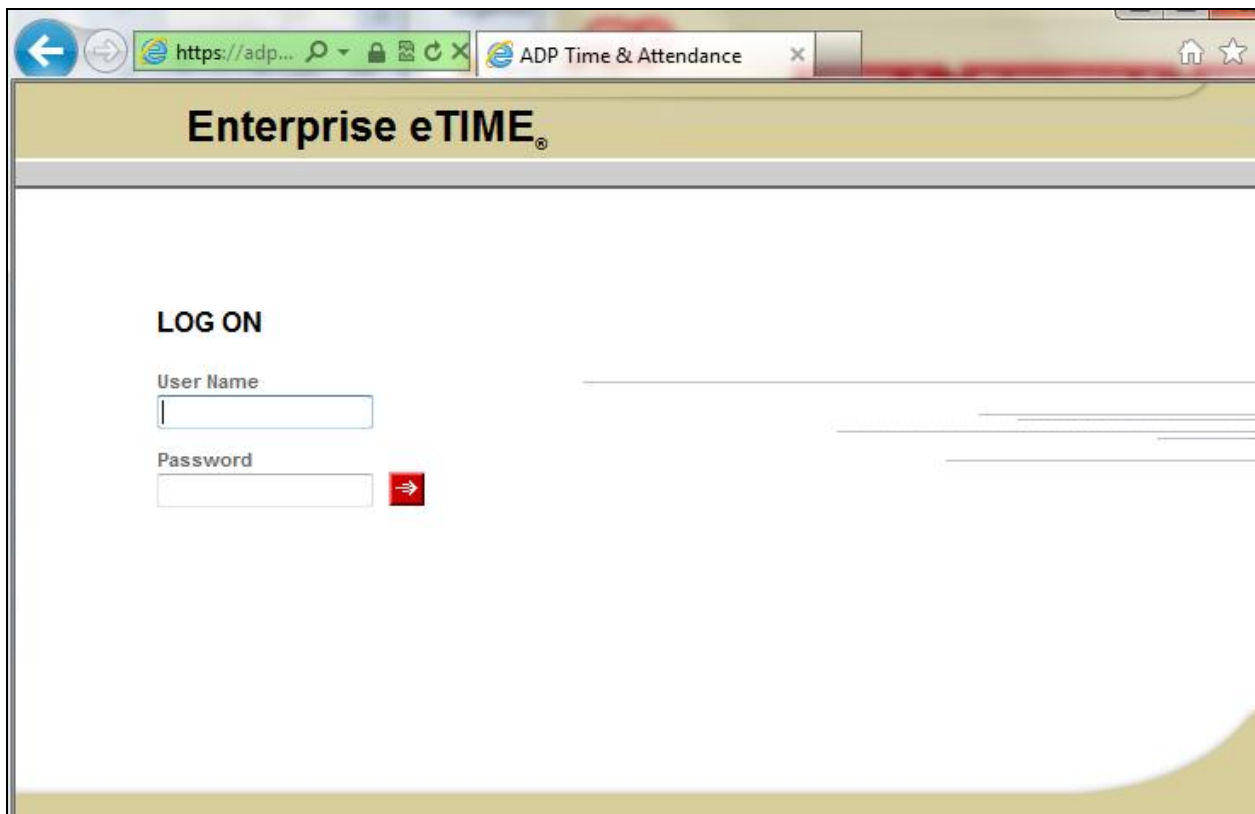 https://adp...
ADP Time & Attendance
Enterprise eTIME®
LOG ON
User Name
Password